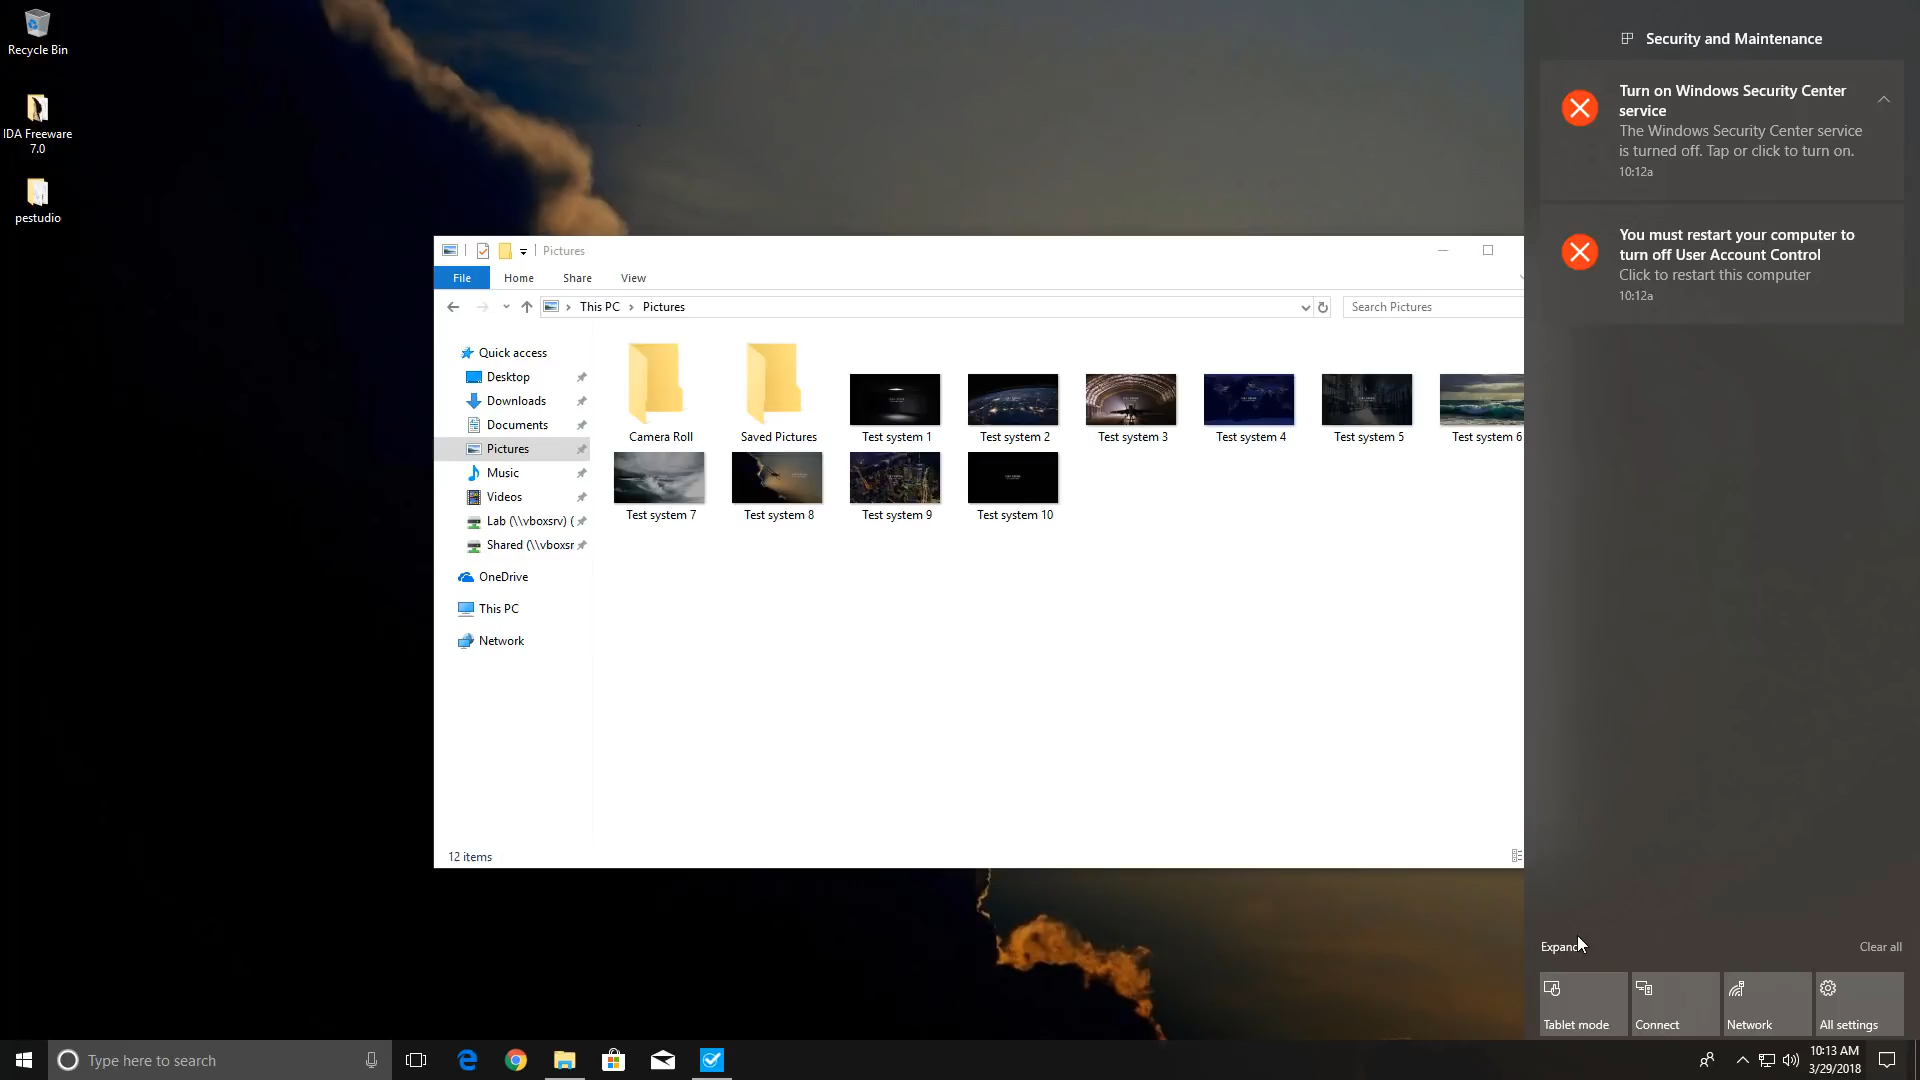 Recycle Bin
IDA Freeware
7.0
pestudio
Pictures
File
Home
Share
View
This PC
Pictures
Search Pictures
Quick access
Desktop
Downloads
Documents
Pictures
Music
Videos
Lab (\\vboxsrv) (
Shared (\\vboxsr
OneDrive
This PC
Network
Camera Roll
Saved Pictures
Test system 1
Test system 2
Test system 3
Test system 4
Test system 5
Test system 6
Test system 7
Test system 8
Test system 9
Test system 10
12 items
Security and Maintenance
Turn on Windows Security Center
service
The Windows Security Center service
is turned off. Tap or click to turn on.
10:12a
You must restart your computer to
turn off User Account Control
Click to restart this computer
10:12a
Expand
Clear all
Tablet mode
Connect
Network
All settings
Type here to search
10:13 AM
3/29/2018